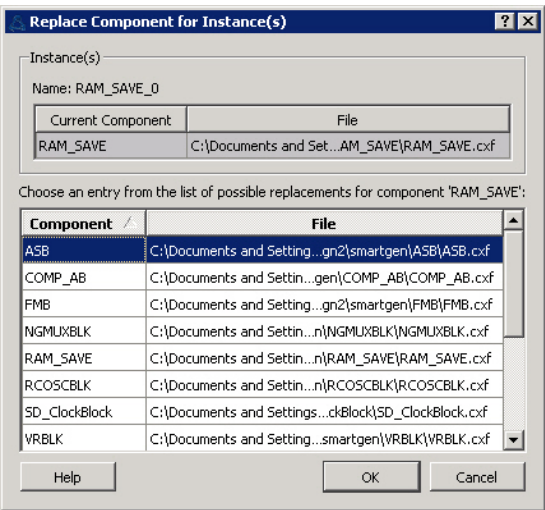 Replace Component for Instance(s)
Instance(s)
Name: RAM_SAVE_0
Current Component File
RAM_SAVE C:\Documents and Set...AM_SAVE\RAM_SAVE.cxf
Choose an entry from the list of possible replacements for component 'RAM_SAVE':
Component File
ASB C:\Documents and Setting...gn2\smartgen\ASB\ASB.cxf
COMP_AB C:\Documents and Settin...gen\COMP_AB\COMP_AB.cxf
FMB C:\Documents and Setting...gn2\smartgen\FMB\FMB.cxf
NGMUXBLK C:\Documents and Settin...n\NGMUXBLK\NGMUXBLK.cxf
RAM_SAVE C:\Documents and Settin...n\RAM_SAVE\RAM_SAVE.cxf
RCOSCBLK C:\Documents and Settin...n\RCOSCBLK\RCOSCBLK.cxf
SD_ClockBlock C:\Documents and Settings...ckBlock\SD_ClockBlock.cxf
VRBLK C:\Documents and Setting...smartgen\VRBLK\VRBLK.cxf
Help OK Cancel